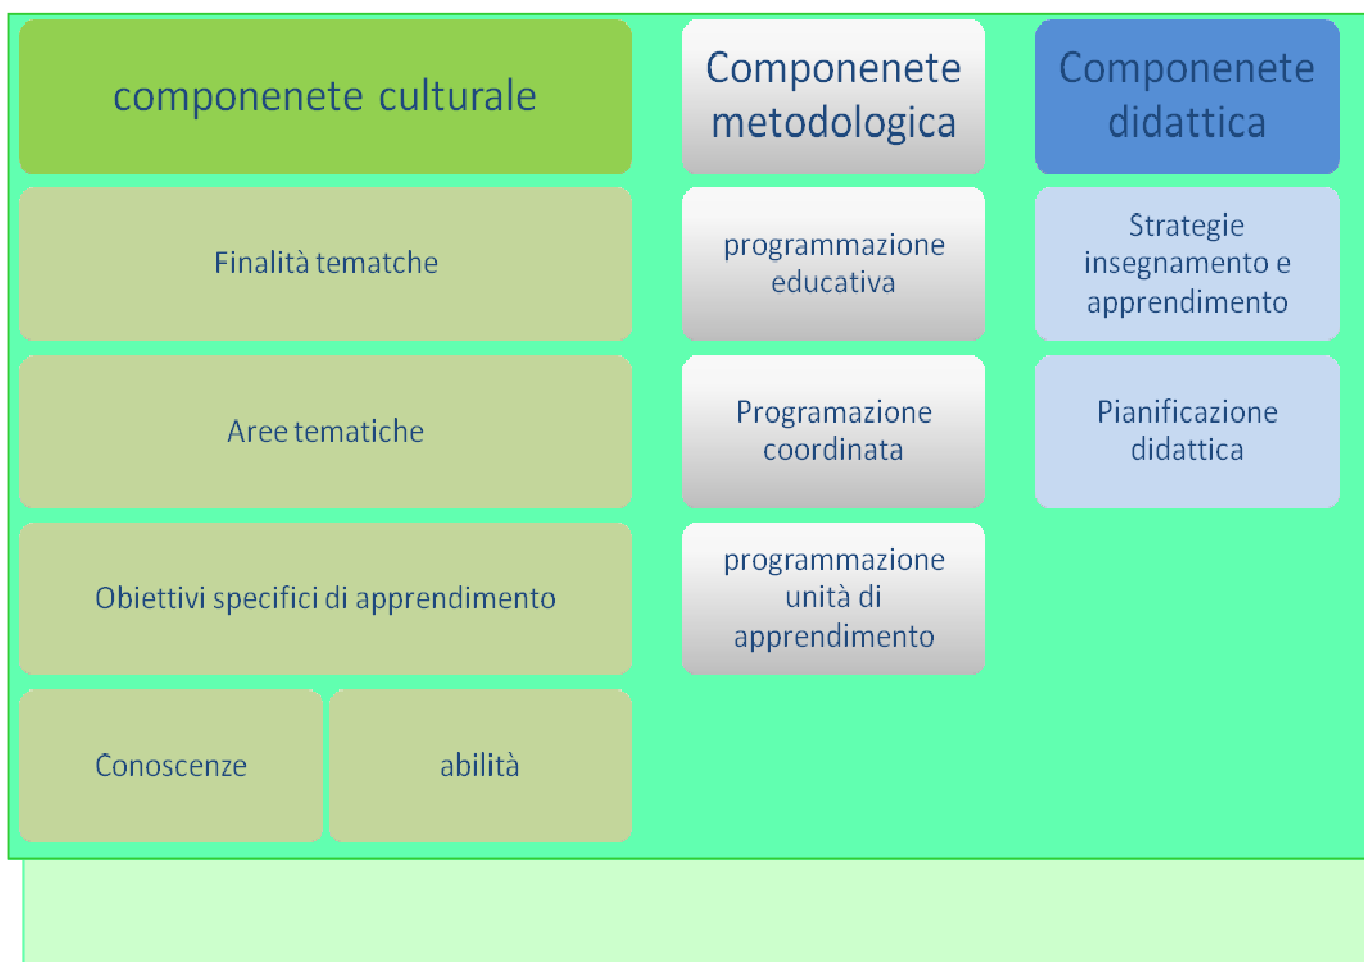 componenete culturale
Finalità tematche
Aree tematiche
Obiettivi specifici di apprendimento
Conoscenze
abilità
Componenete
metodologica
programmazione
educativa
Programazione
coordinata
programmazione
unità di
apprendimento
Componenete
didattica
Strategie
insegnamento e
apprendimento
Pianificazione
didattica